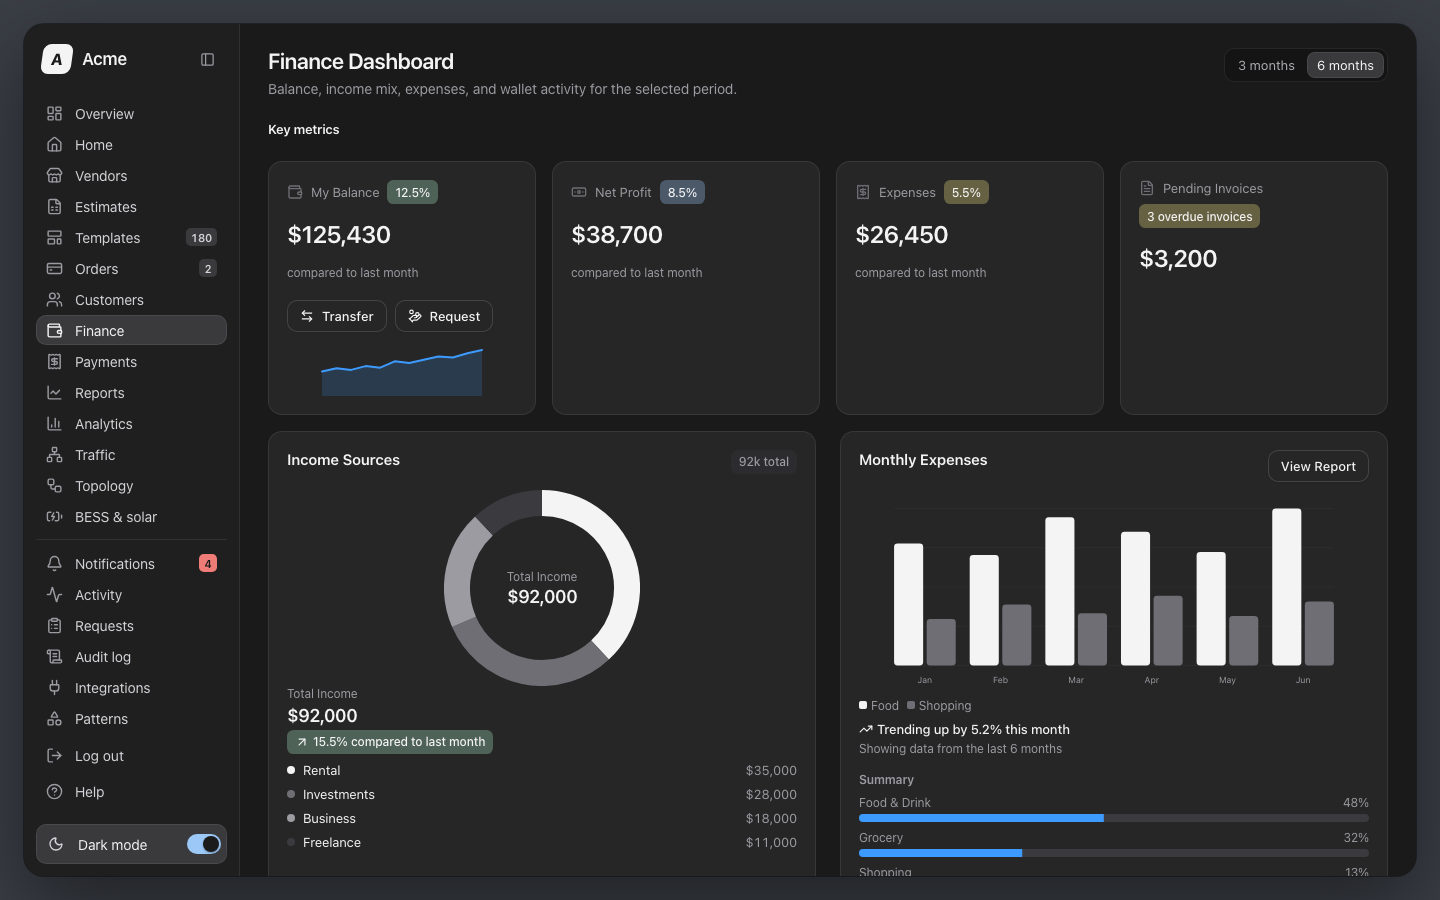 A Acme
Overview
Home
Vendors
Estimates
Templates 180
Orders 2
Customers
Finance
Payments
Reports
Analytics
Traffic
Topology
BESS & solar
Notifications 4
Activity
Requests
Audit log
Integrations
Patterns
Log out
Help
Dark mode
Finance Dashboard
3 months 6 months
Balance, income mix, expenses, and wallet activity for the selected period.
Key metrics
My Balance 12.5%
$125,430
compared to last month
Transfer Request
Net Profit 8.5%
$38,700
compared to last month
Expenses 5.5%
$26,450
compared to last month
Pending Invoices
3 overdue invoices
$3,200
Income Sources 92k total
Total Income
$92,000
Total Income
$92,000
15.5% compared to last month
Rental $35,000
Investments $28,000
Business $18,000
Freelance $11,000
Monthly Expenses View Report
Jan Feb Mar Apr May Jun
Food Shopping
Trending up by 5.2% this month
Showing data from the last 6 months
Summary
Food & Drink 48%
Grocery 32%
Shopping 13%